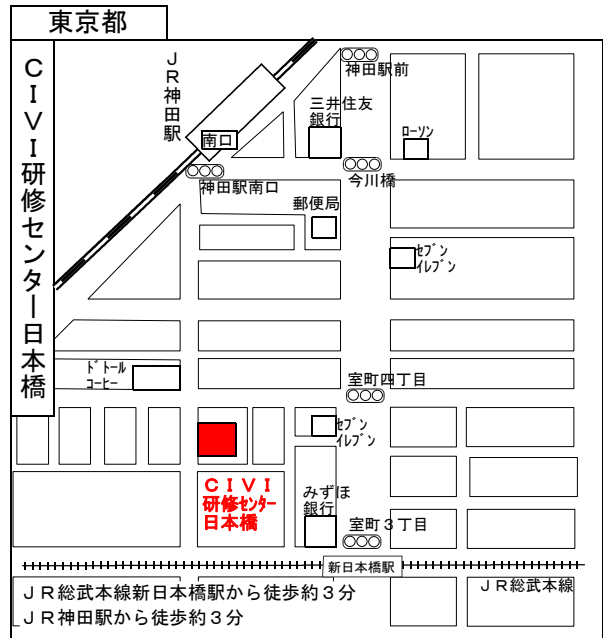 東京都
CIVI研修センター日本橋
JR神田駅
南口
神田駅前
三井住友
銀行
ローソン
神田駅南口
今川橋
郵便局
セブン
イレブン
ドトール
コーヒー
室町四丁目
セブン
イレブン
CIVI
研修センター
日本橋
みずほ
銀行
室町３丁目
新日本橋駅
JR総武本線新日本橋駅から徒歩約３分
JR総武本線
JR神田駅から徒歩約３分